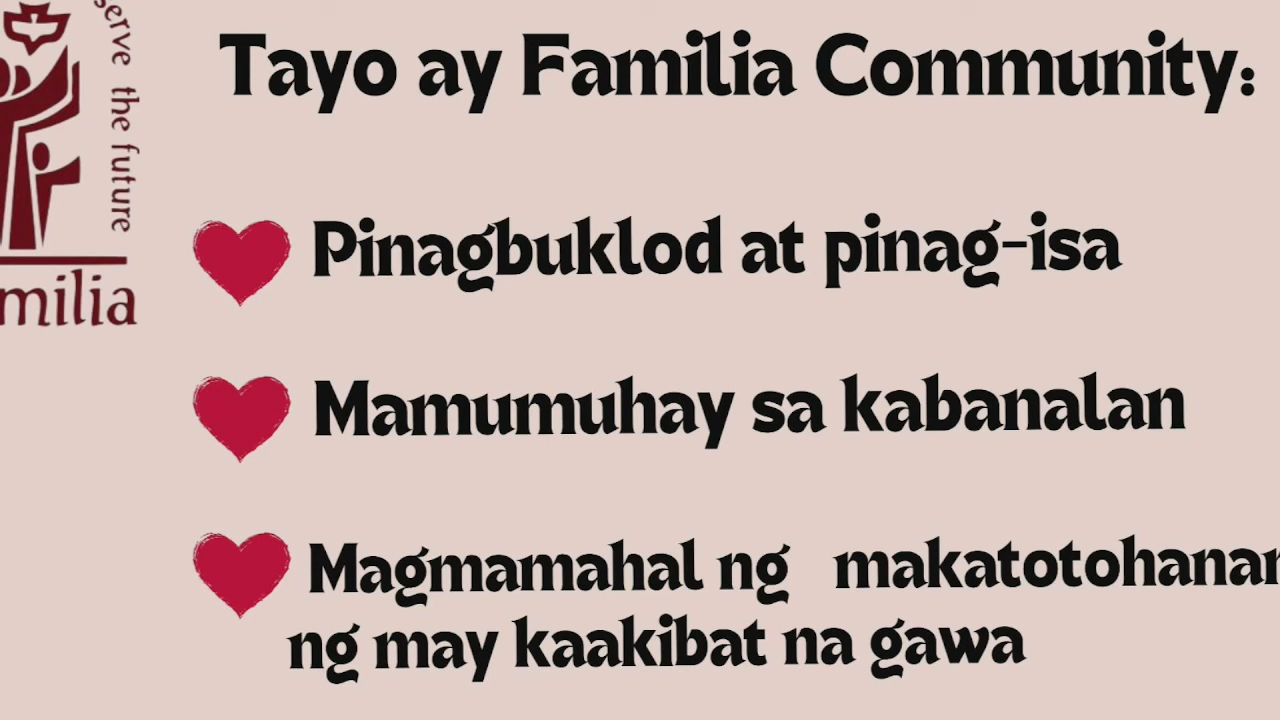 serve the future
milia
Tayo ay Familia Community:
Pinagbuklod at pinag-isa
Mamumuhay sa kabanalan
Magmamahal ng makatotohanan
ng may kaakibat na gawa